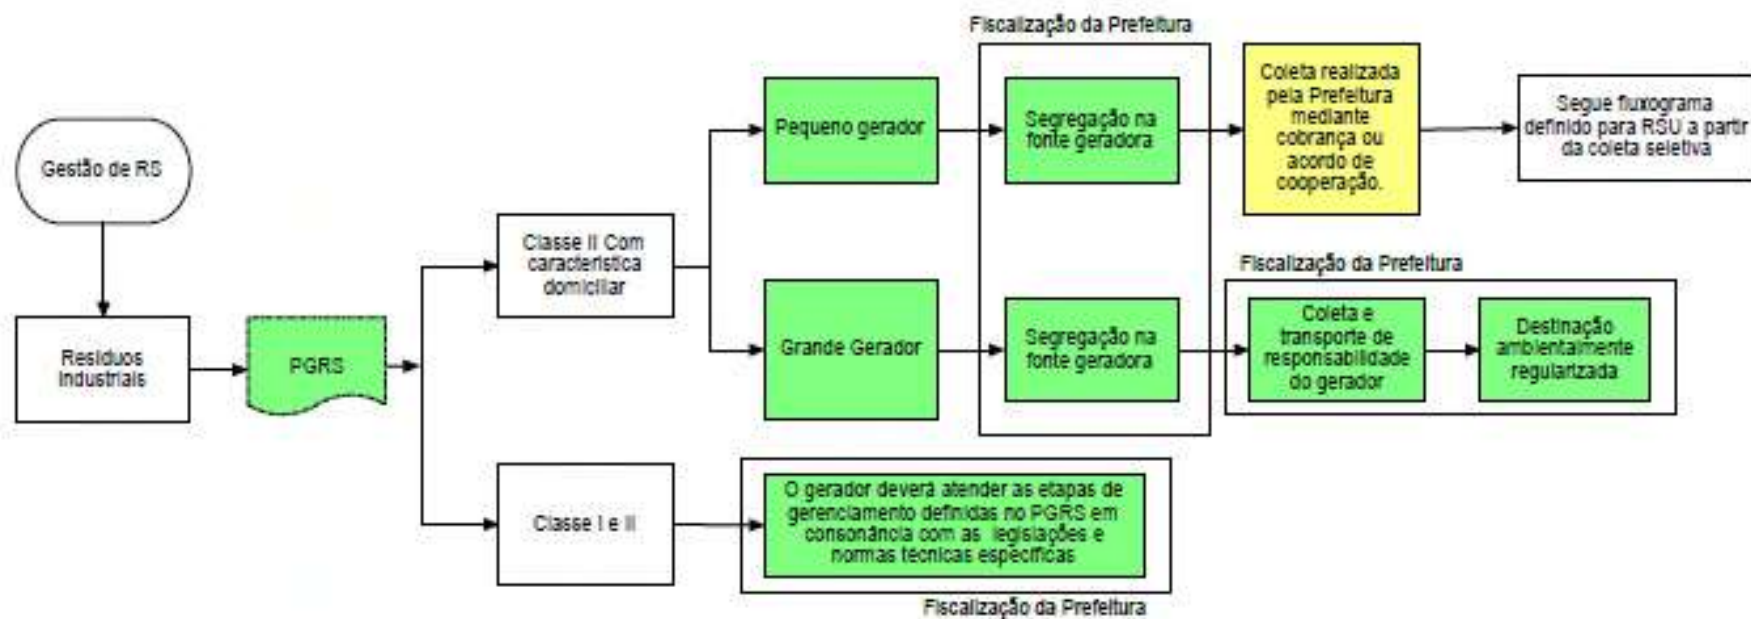 Fiscalização da Prefeitura
Gestão de RS
Resíduos
Industriais
PGRS
Classe II Com
característica
domiciliar
Pequeno gerador
Segregação na
fonte geradora
Coleta realizada
pela Prefeitura
mediante
cobrança ou
acordo de
cooperação.
Segue fluxograma
definido para RSU a partir
da coleta seletiva
Grande Gerador
Segregação na
fonte geradora
Fiscalização da Prefeitura
Coleta e
transporte de
responsabilidade
do gerador
Destinação
ambientalmente
regularizada
Classe I e II
O gerador deverá atender as etapas de
gerenciamento definidas no PGRS em
consonância com as legislações e
normas técnicas específicas
Fiscalização da Prefeitura